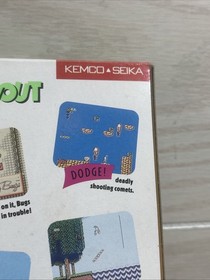 KEMCO▲SEIKA
OUT
DODGE!
deadly
shooting comets.
on it, Bugs
in trouble!